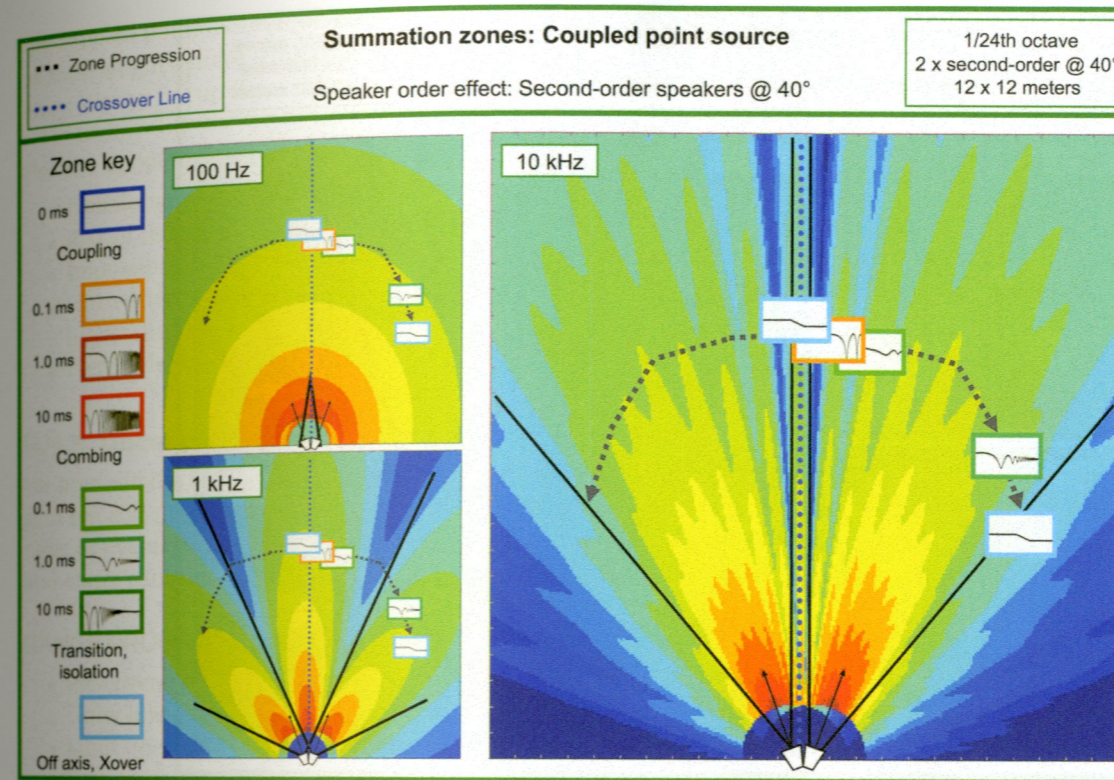 Zone Progression
Crossover Line
Summation zones: Coupled point source
Speaker order effect: Second-order speakers @ 40°
1/24th octave
2 x second-order @ 40°
12 x 12 meters
Zone key
0 ms
Coupling
0.1 ms
1.0 ms
10 ms
Combing
0.1 ms
1.0 ms
10 ms
Transition,
isolation
Off axis, Xover
100 Hz
1 kHz
10 kHz